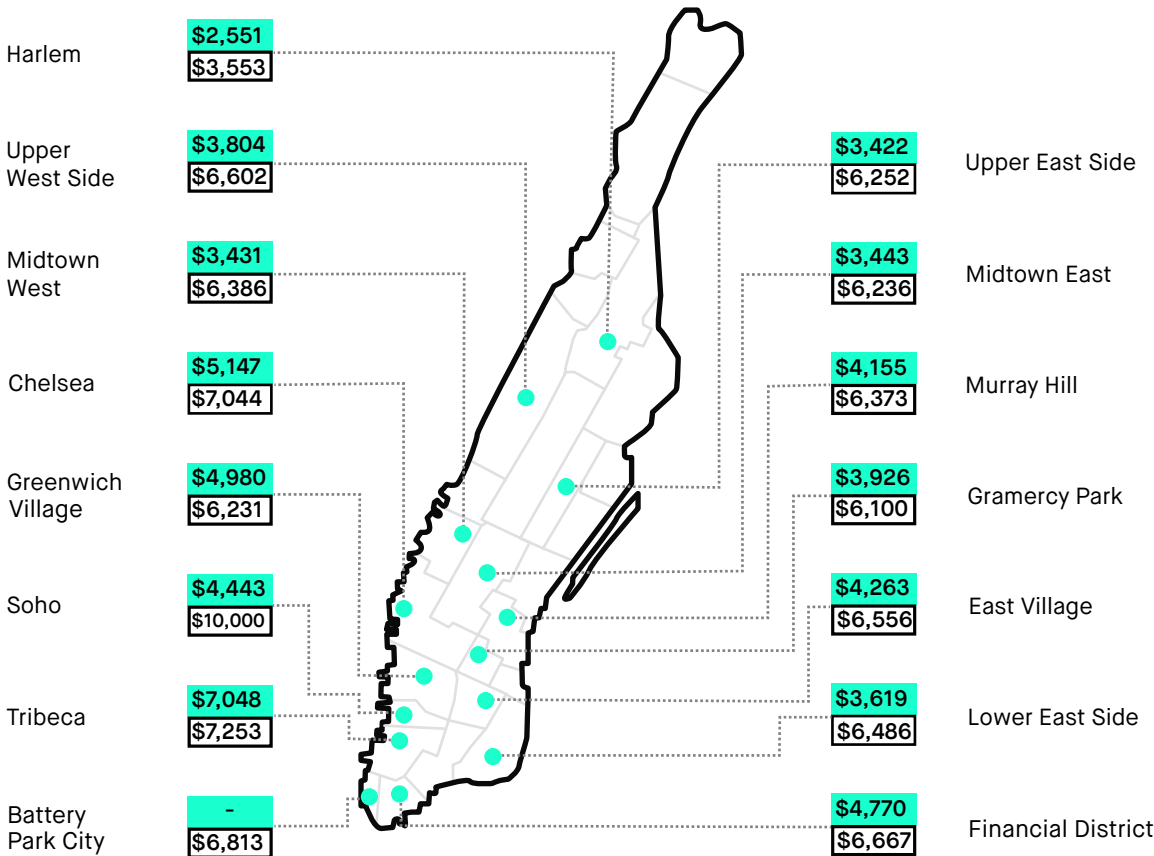 Harlem
$2,551
$3,553
Upper
West Side
$3,804
$6,602
Midtown
West
$3,431
$6,386
Chelsea
$5,147
$7,044
Greenwich
Village
$4,980
$6,231
Soho
$4,443
$10,000
Tribeca
$7,048
$7,253
Battery
Park City
-
$6,813
$3,422
$6,252
Upper East Side
$3,443
$6,236
Midtown East
$4,155
$6,373
Murray Hill
$3,926
$6,100
Gramercy Park
$4,263
$6,556
East Village
$3,619
$6,486
Lower East Side
$4,770
$6,667
Financial District